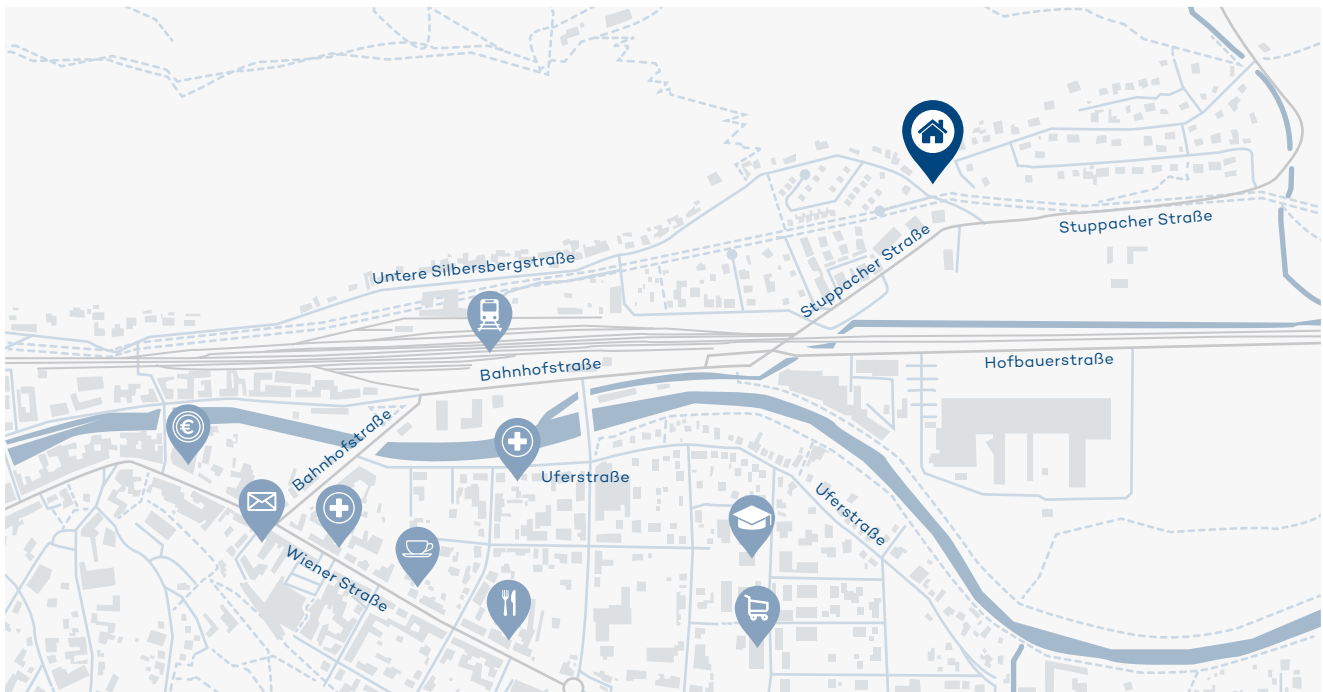 Stuppacher Straße
Stuppacher Straße
Untere Silbersbergstraße
Bahnhofstraße
Hofbauerstraße
€
Bahnhofstraße
Uferstraße
Uferstraße
Wiener Straße